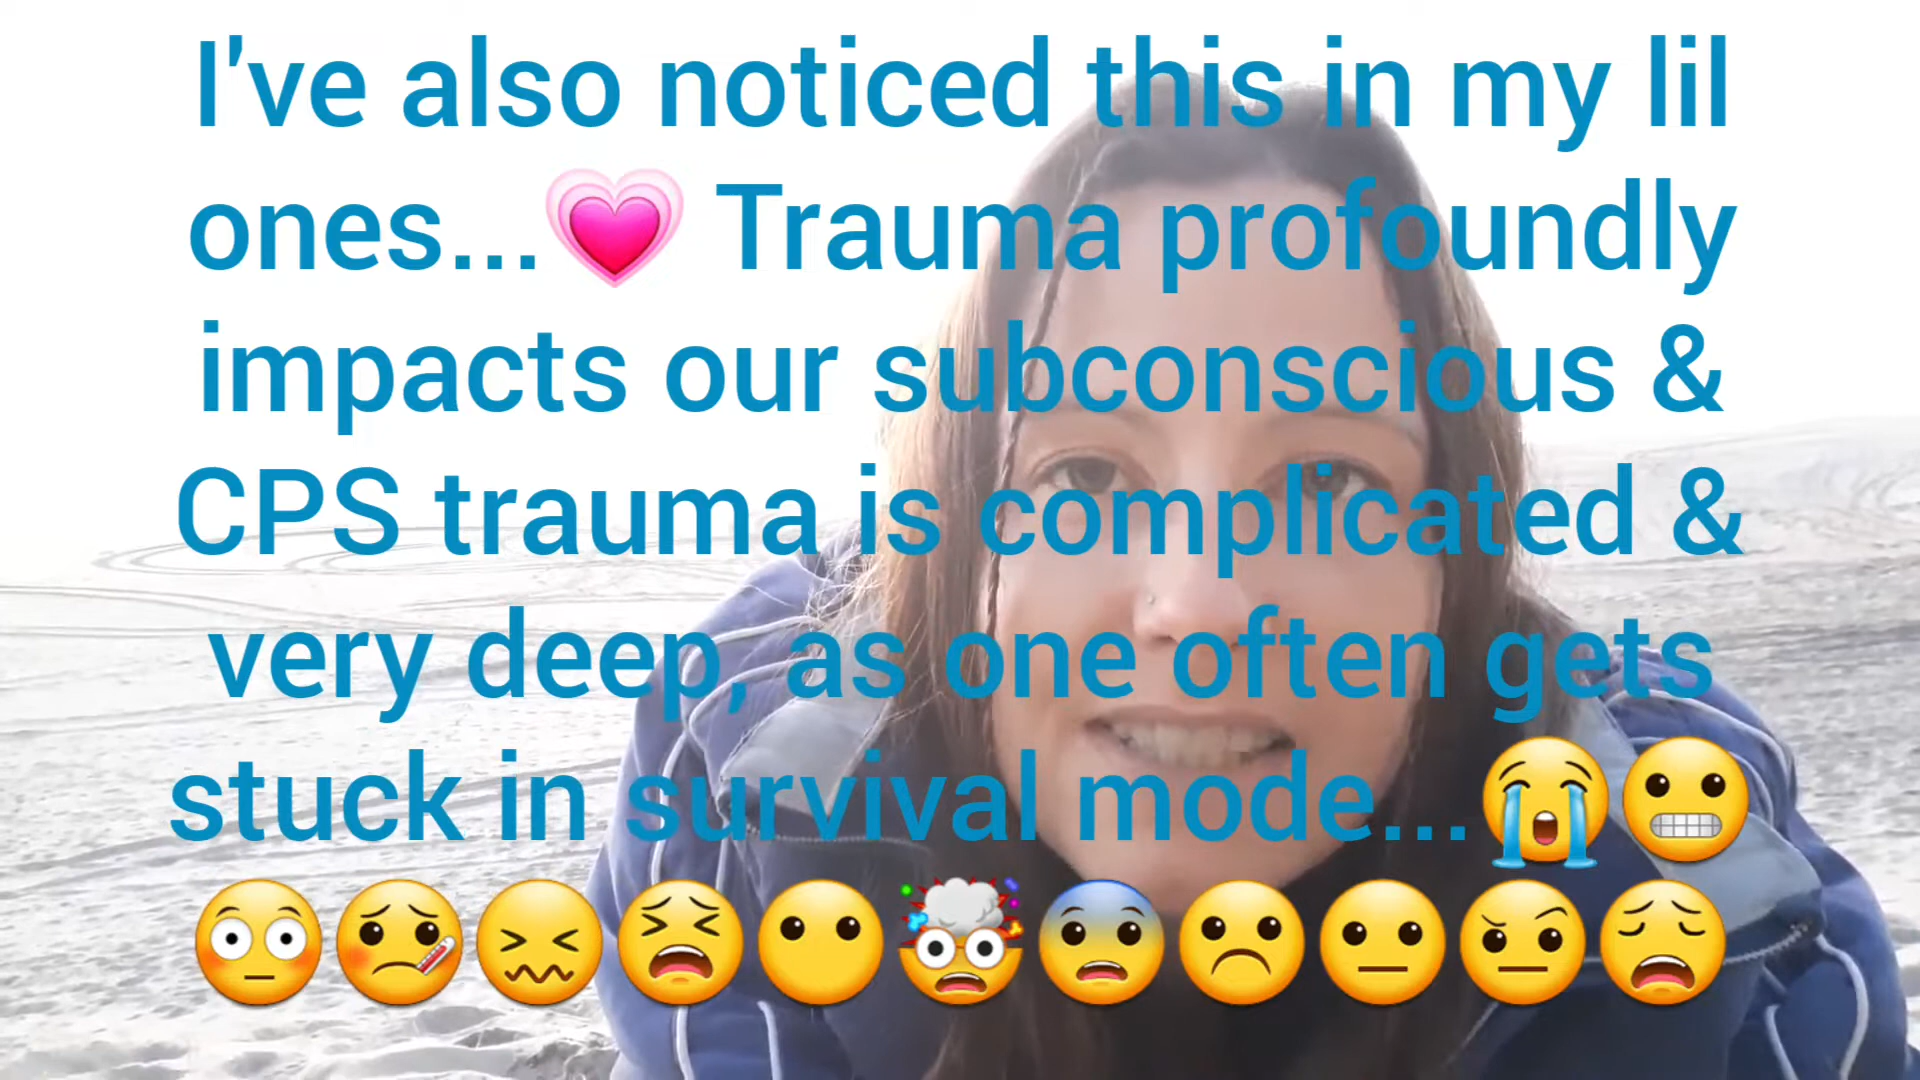 I've also noticed this in my lil
ones...💗 Trauma profoundly
impacts our subconscious &
CPS trauma is complicated &
very deep, as one often gets
stuck in survival mode...😭😬
😳🤒😖😫😶🤯😨☹️😐🤨😩